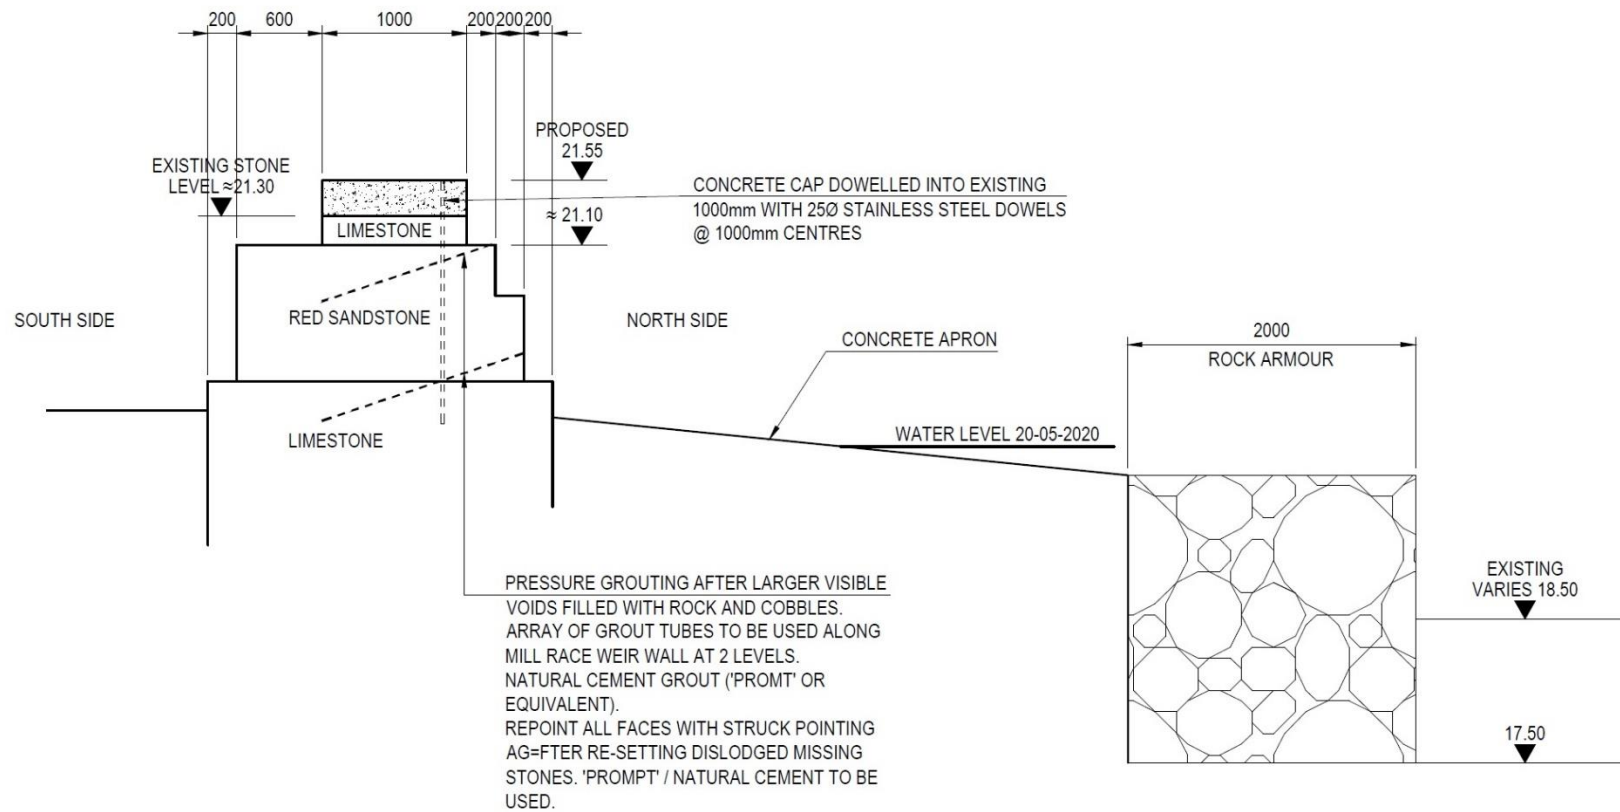 200 600 1000 200 200 200
PROPOSED
21.55
EXISTING STONE
LEVEL ≈21.30
CONCRETE CAP DOWELLED INTO EXISTING
1000mm WITH 25Ø STAINLESS STEEL DOWELS
@ 1000mm CENTRES
≈ 21.10
LIMESTONE
RED SANDSTONE
SOUTH SIDE
NORTH SIDE
CONCRETE APRON
2000
ROCK ARMOUR
LIMESTONE
WATER LEVEL 20-05-2020
PRESSURE GROUTING AFTER LARGER VISIBLE
VOIDS FILLED WITH ROCK AND COBBLES.
ARRAY OF GROUT TUBES TO BE USED ALONG
MILL RACE WEIR WALL AT 2 LEVELS.
NATURAL CEMENT GROUT ('PROMT' OR
EQUIVALENT).
REPOINT ALL FACES WITH STRUCK POINTING
AG=FTER RE-SETTING DISLODGED MISSING
STONES. 'PROMPT' / NATURAL CEMENT TO BE
USED.
EXISTING
VARIES 18.50
17.50